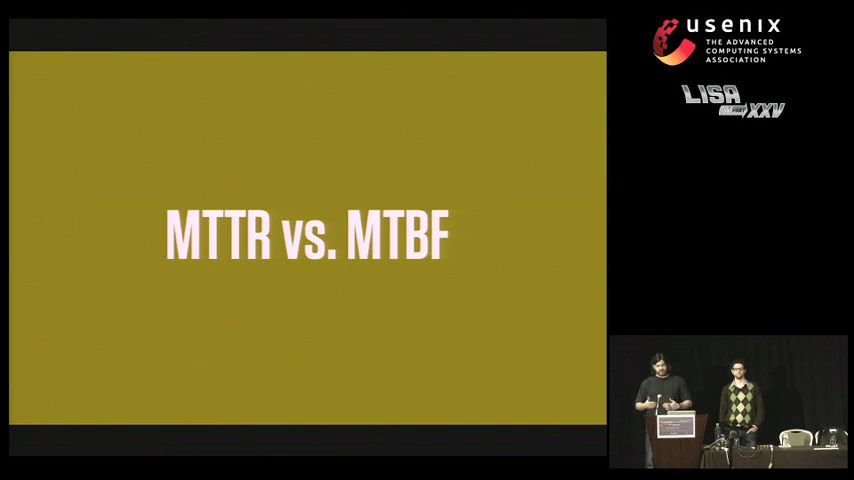 MTTR vs. MTBF
usenix
THE ADVANCED
COMPUTING SYSTEMS
ASSOCIATION
LISA
XXV